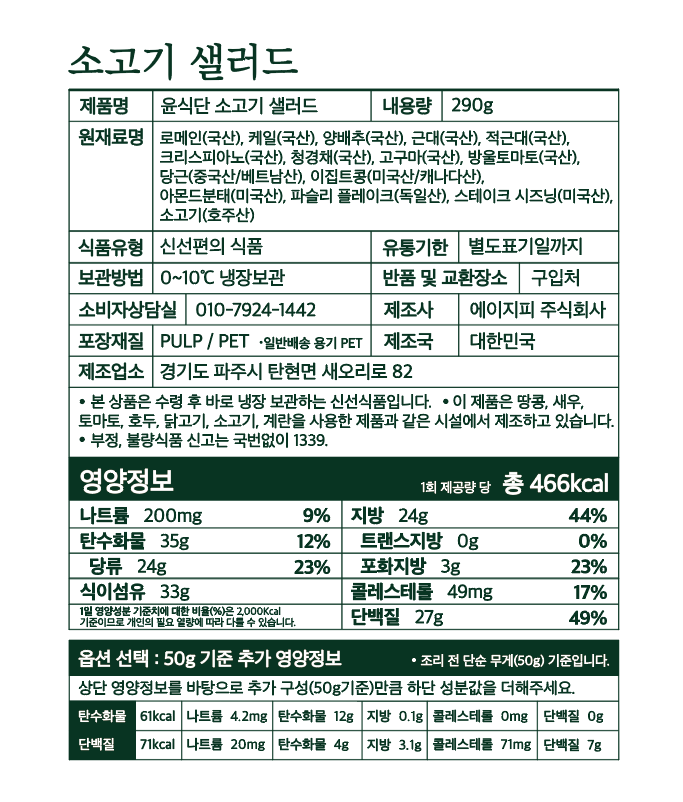 소고기 샐러드
제품명 윤식단 소고기 샐러드 내용량 290g
원재료명 로메인(국산), 케일(국산), 양배추(국산), 근대(국산), 적근대(국산),
크리스피아노(국산), 청경채(국산), 고구마(국산), 방울토마토(국산),
당근(중국산/베트남산), 이집트콩(미국산/캐나다산),
아몬드분태(미국산), 파슬리 플레이크(독일산), 스테이크 시즈닝(미국산),
소고기(호주산)
식품유형 신선편의 식품 유통기한 별도표기일까지
보관방법 0~10℃ 냉장보관 반품 및 교환장소 구입처
소비자상담실 010-7924-1442 제조사 에이지피 주식회사
포장재질 PULP / PET ·일반배송 용기 PET 제조국 대한민국
제조업소 경기도 파주시 탄현면 새오리로 82
• 본 상품은 수령 후 바로 냉장 보관하는 신선식품입니다. • 이 제품은 땅콩, 새우,
토마토, 호두, 닭고기, 소고기, 계란을 사용한 제품과 같은 시설에서 제조하고 있습니다.
• 부정, 불량식품 신고는 국번없이 1339.
영양정보 1회 제공량 당 총 466kcal
나트륨 200mg 9% 지방 24g 44%
탄수화물 35g 12% 트랜스지방 0g 0%
당류 24g 23% 포화지방 3g 23%
식이섬유 33g 콜레스테롤 49mg 17%
1일 영양성분 기준치에 대한 비율(%)은 2,000Kcal
기준이므로 개인의 필요 열량에 따라 다를 수 있습니다.
단백질 27g 49%
옵션 선택 : 50g 기준 추가 영양정보 • 조리 전 단순 무게(50g) 기준입니다.
상단 영양정보를 바탕으로 추가 구성(50g기준)만큼 하단 성분값을 더해주세요.
탄수화물 61kcal 나트륨 4.2mg 탄수화물 12g 지방 0.1g 콜레스테롤 0mg 단백질 0g
단백질 71kcal 나트륨 20mg 탄수화물 4g 지방 3.1g 콜레스테롤 71mg 단백질 7g